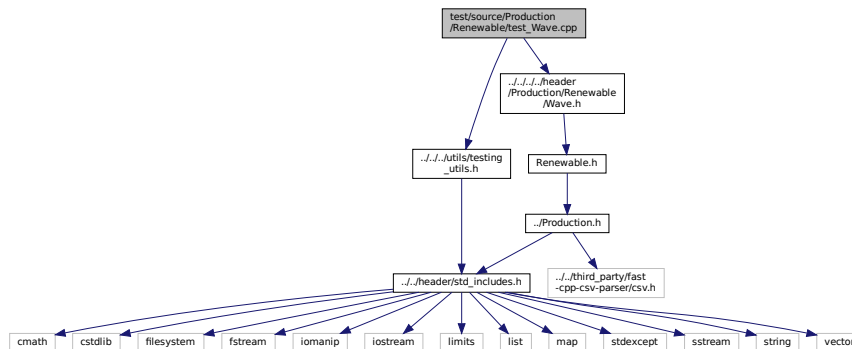 test/source/Production
/Renewable/test_Wave.cpp
../../../../header
/Production/Renewable
/Wave.h
../../../utils/testing
_utils.h
Renewable.h
../Production.h
../../header/std_includes.h
../../third_party/fast
-cpp-csv-parser/csv.h
cmath
cstdlib
filesystem
fstream
iomanip
iostream
limits
list
map
stdexcept
sstream
string
vector